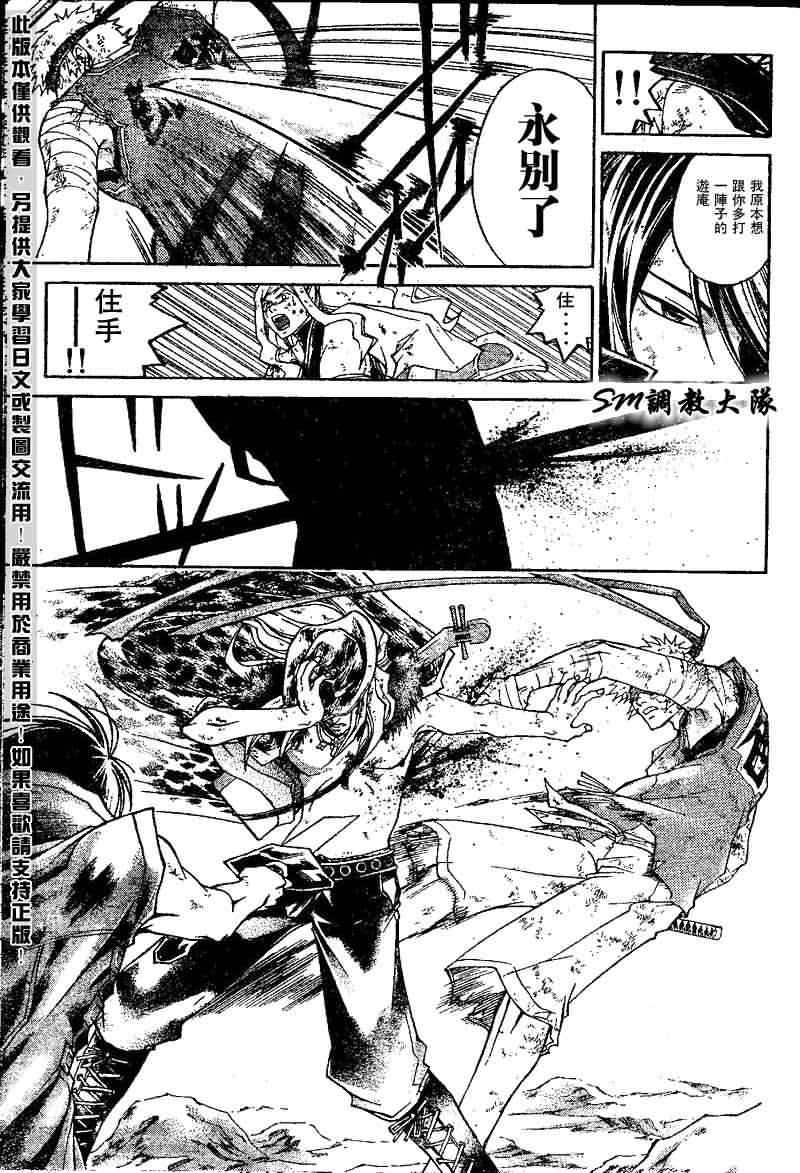 !!
我原本想
跟你多打
一陣子的
遊庵
永別了
住…
住手
!!
SM調教大隊
此版本僅供觀看，另提供大家學習日文或製圖交流用！嚴禁用於商業用途！如果喜歡請支持正版！